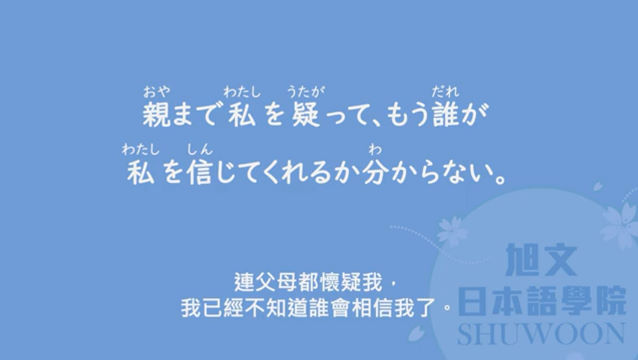 おや わたし うたが だれ
親まで私を疑って、もう誰が
わたし しん わ
私を信じてくれるか分からない。
連父母都懷疑我，
我已經不知道誰會相信我了。
旭文
日本語學院
SHUWOON